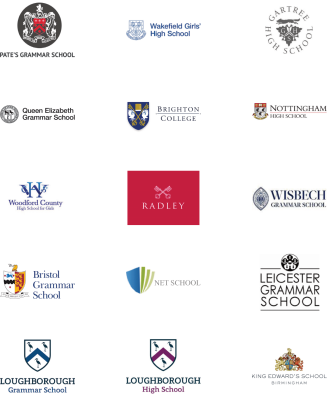 PATE'S GRAMMAR SCHOOL
Wakefield Girls'
High School
GARTREE
HIGH SCHOOL
Queen Elizabeth
Grammar School
BRIGHTON
COLLEGE
NOTTINGHAM
HIGH SCHOOL
Woodford County
High School for Girls
RADLEY
WISBECH
GRAMMAR SCHOOL
Bristol
Grammar
School
NET SCHOOL
LEICESTER
GRAMMAR
SCHOOL
LOUGHBOROUGH
Grammar School
LOUGHBOROUGH
High School
KING EDWARD'S SCHOOL
BIRMINGHAM